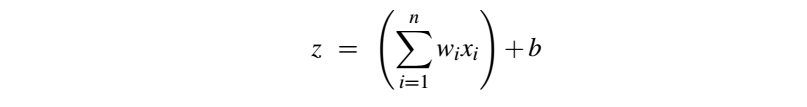 z = (∑_{i=1}^{n} w_i x_i) + b